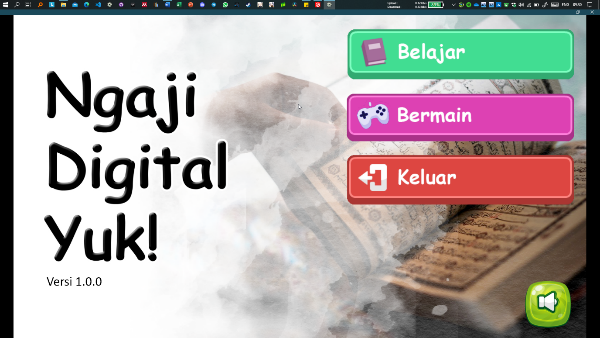 Ngaji
Digital
Yuk!
Versi 1.0.0
Belajar
Bermain
Keluar